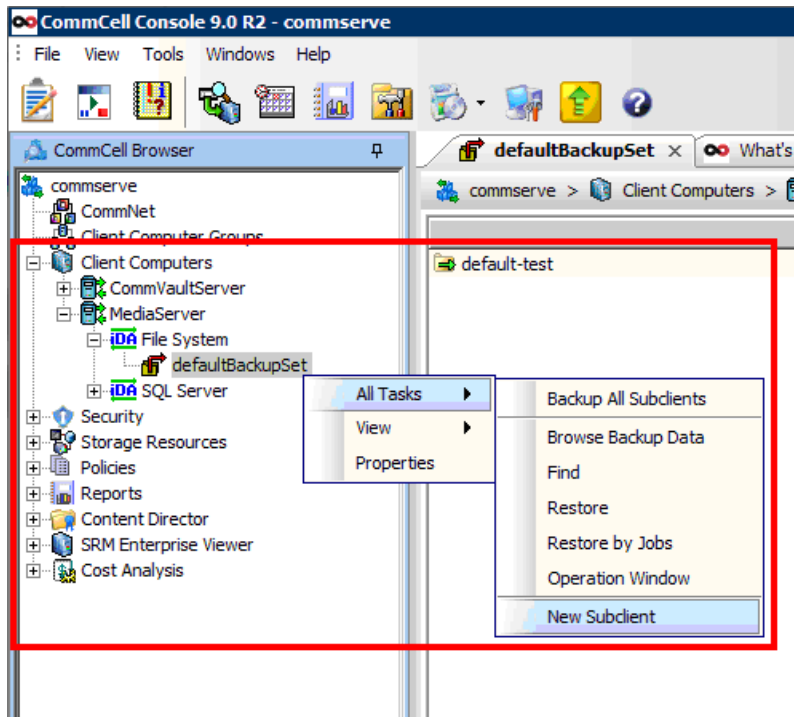 CommCell Console 9.0 R2 - commserve
File View Tools Windows Help
CommCell Browser
defaultBackupSet
What's
commserve > Client Computers >
commserve
CommNet
Client Computer Groups
Client Computers
CommVaultServer
MediaServer
iDA File System
defaultBackupSet
iDA SQL Server
Security
Storage Resources
Policies
Reports
Content Director
SRM Enterprise Viewer
Cost Analysis
default-test
All Tasks
View
Properties
Backup All Subclients
Browse Backup Data
Find
Restore
Restore by Jobs
Operation Window
New Subclient